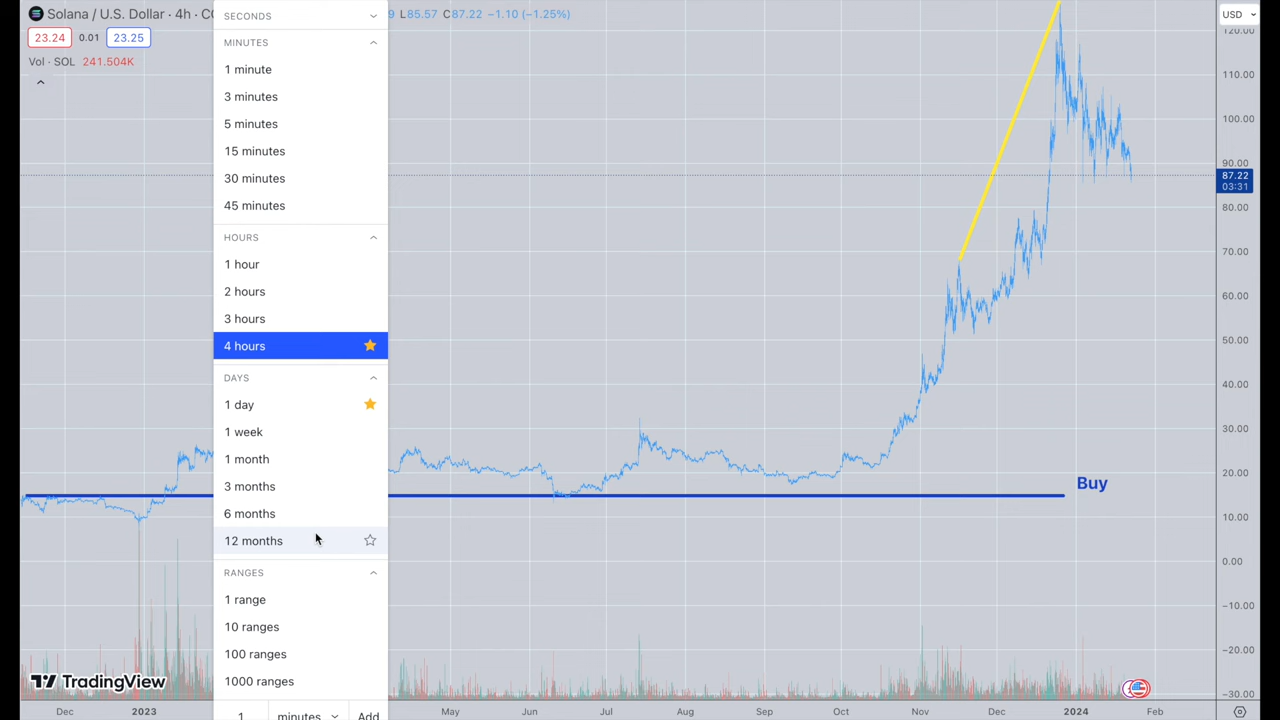 Solana / U.S. Dollar · 4h · CO
9 L85.57 C87.22 −1.10 (−1.25%)
USD
23.24 0.01 23.25
Vol · SOL 241.504K
SECONDS
MINUTES
1 minute
3 minutes
5 minutes
15 minutes
30 minutes
45 minutes
HOURS
1 hour
2 hours
3 hours
4 hours
DAYS
1 day
1 week
1 month
3 months
6 months
12 months
RANGES
1 range
10 ranges
100 ranges
1000 ranges
1 minutes Add
Buy
120.00
110.00
100.00
90.00
87.22
03:31
80.00
70.00
60.00
50.00
40.00
30.00
20.00
10.00
0.00
−10.00
−20.00
−30.00
TradingView
Dec 2023 May Jun Jul Aug Sep Oct Nov Dec 2024 Feb